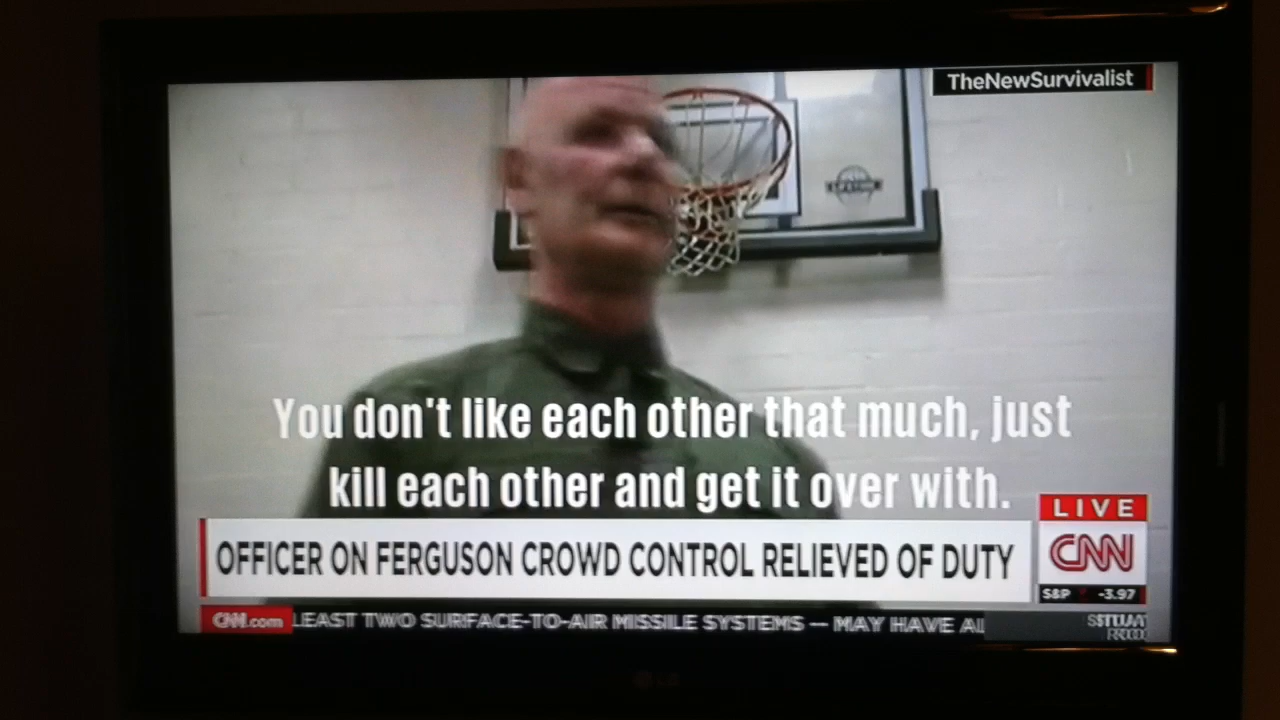 TheNewSurvivalist
You don't like each other that much, just
kill each other and get it over with.
LIVE
OFFICER ON FERGUSON CROWD CONTROL RELIEVED OF DUTY
CNN
S&P -3.97
CNN.com LEAST TWO SURFACE-TO-AIR MISSILE SYSTEMS -- MAY HAVE
LG